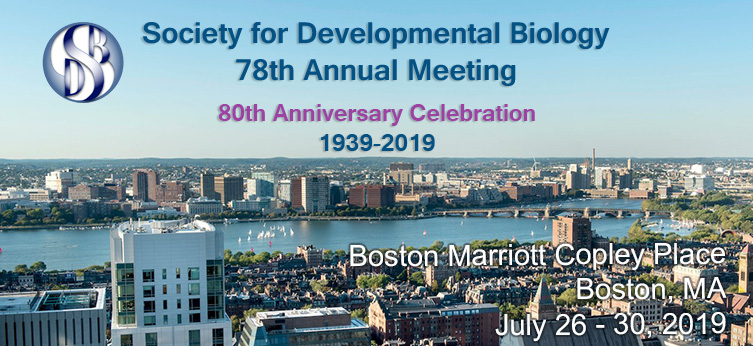 SDB
Society for Developmental Biology
78th Annual Meeting
80th Anniversary Celebration
1939-2019
Boston Marriott Copley Place
Boston, MA
July 26 - 30, 2019